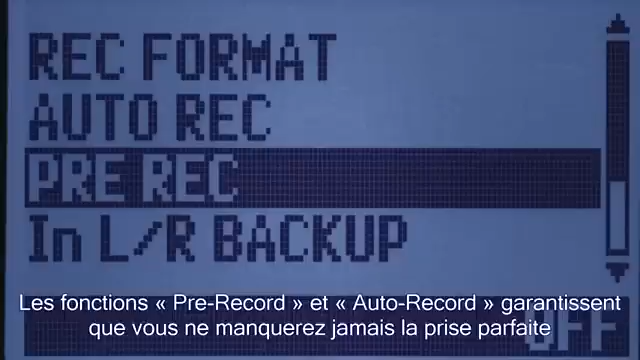 REC FORMAT
AUTO REC
PRE REC
In L/R BACKUP
OFF
Les fonctions « Pre-Record » et « Auto-Record » garantissent
que vous ne manquerez jamais la prise parfaite